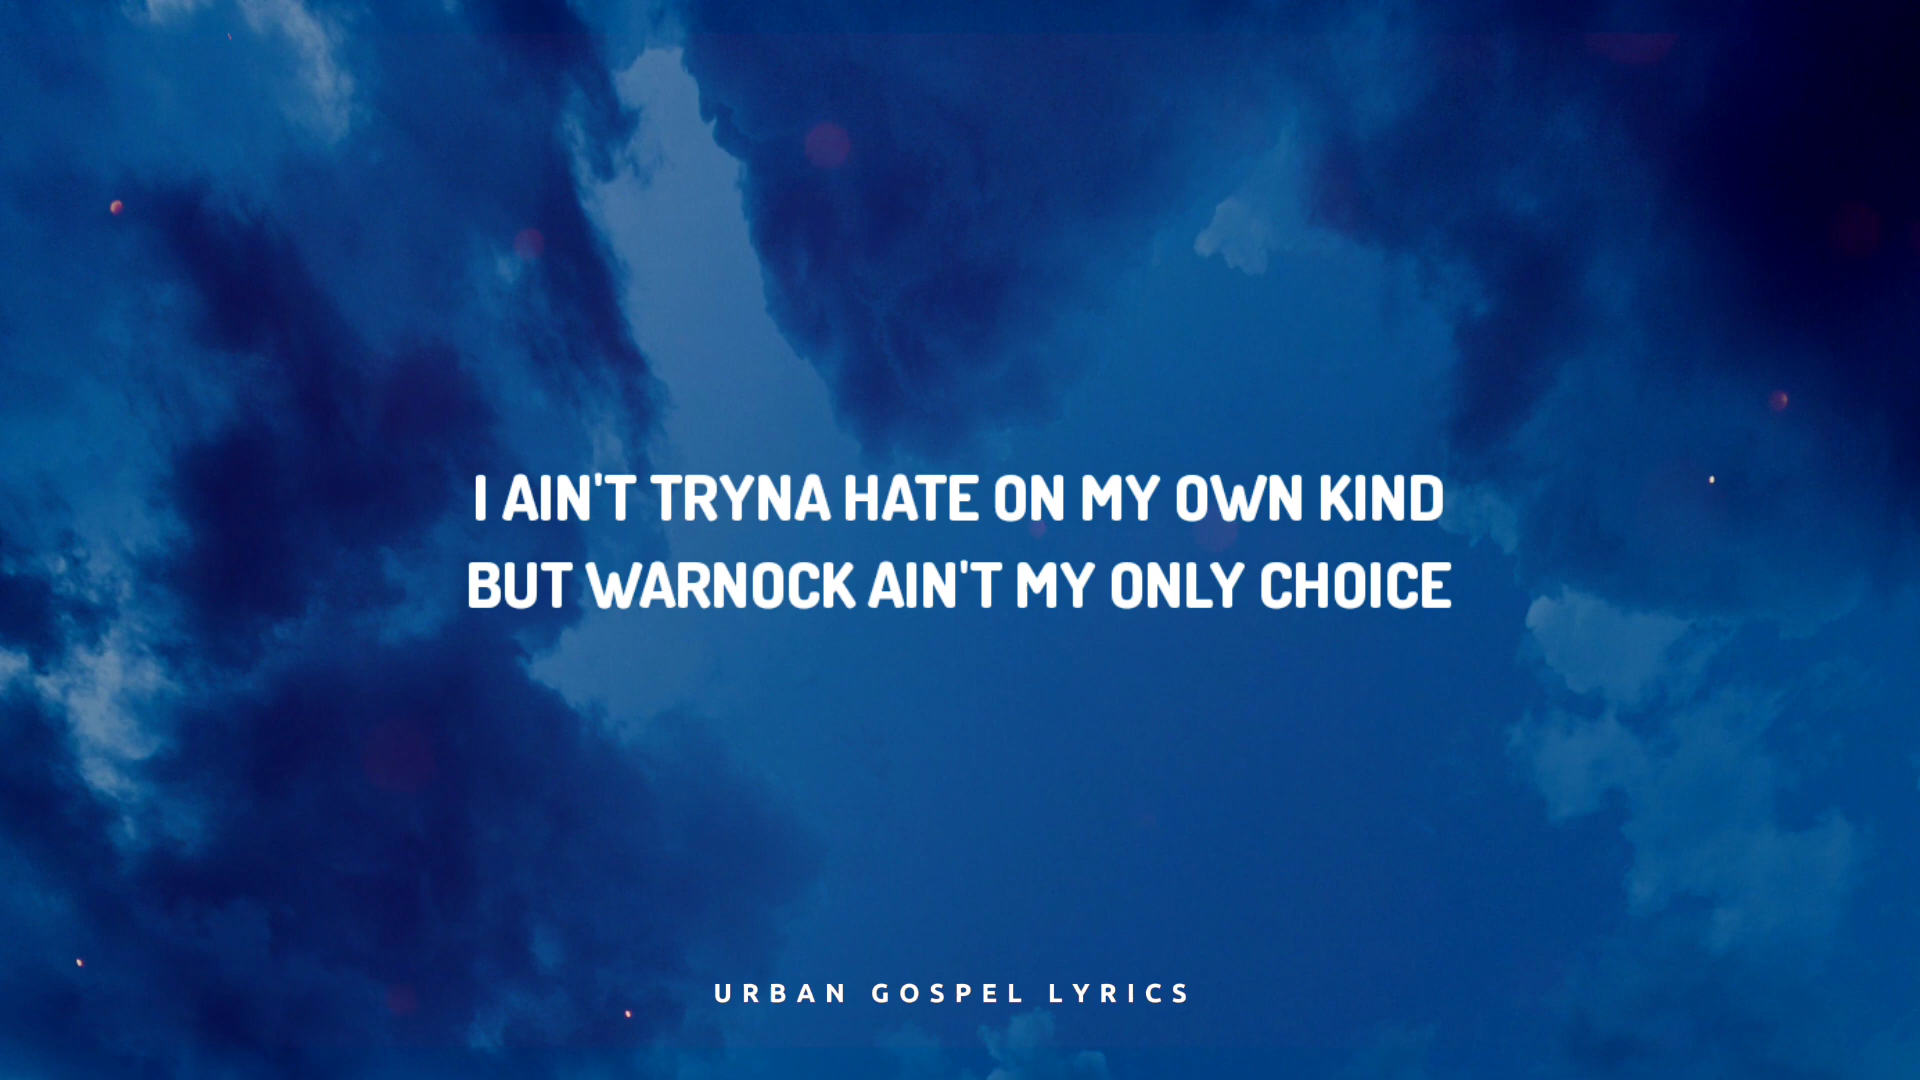 I AIN'T TRYNA HATE ON MY OWN KIND
BUT WARNOCK AIN'T MY ONLY CHOICE
URBAN GOSPEL LYRICS